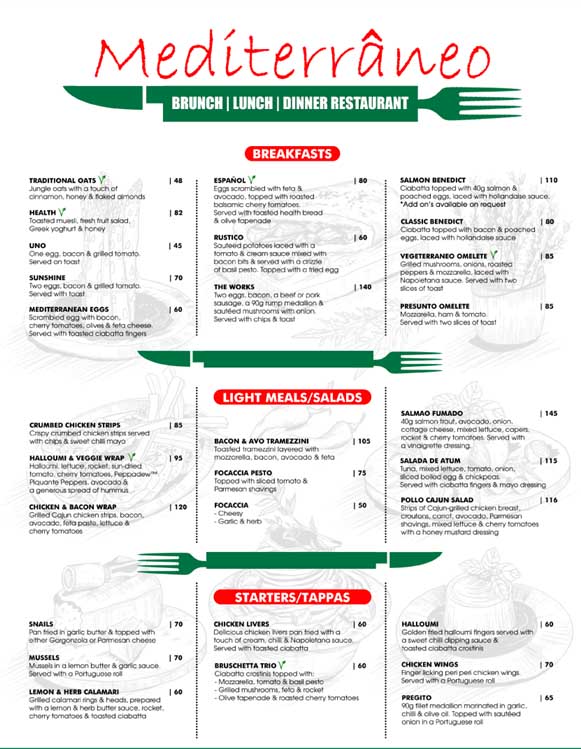 Mediterrâneo
BRUNCH | LUNCH | DINNER RESTAURANT
BREAKFASTS
TRADITIONAL OATS | 48
Jungle oats with a touch of
cinnamon, honey & flaked almonds
HEALTH | 82
Toasted muesli, fresh fruit salad,
Greek yoghurt & honey
UNO | 45
One egg, bacon & grilled tomato.
Served on toast
SUNSHINE | 70
Two eggs, bacon & grilled tomato.
Served with toast
MEDITERRANEAN EGGS | 60
Scrambled egg with bacon,
cherry tomatoes, olives & feta cheese.
Served with toasted ciabatta fingers
ESPAÑOL | 80
Eggs scrambled with feta &
avocado, topped with roasted
balsamic cherry tomatoes.
Served with toasted health bread
& olive tapenade
RUSTICO | 60
Sautéed potatoes laced with a
tomato & cream sauce mixed with
bacon bits & served with a drizzle
of basil pesto. Topped with a fried egg
THE WORKS | 140
Two eggs, bacon, a beef or pork
sausage, a 90g rump medallion &
sautéed mushrooms with onion.
Served with chips & toast
SALMON BENEDICT | 110
Ciabatta topped with 40g salmon &
poached eggs, laced with hollandaise sauce.
*Add on's available on request
CLASSIC BENEDICT | 80
Ciabatta topped with bacon & poached
eggs, laced with hollandaise sauce
VEGETERRANEO OMELETE | 85
Grilled mushrooms, onions, roasted
peppers & mozzarella, laced with
Napoletana sauce. Served with two
slices of toast
PRESUNTO OMELETE | 85
Mozzarella, ham & tomato.
Served with two slices of toast
LIGHT MEALS/SALADS
CRUMBED CHICKEN STRIPS | 85
Crispy crumbed chicken strips served
with chips & sweet chilli mayo
HALLOUMI & VEGGIE WRAP | 95
Halloumi, lettuce, rocket, sun-dried
tomato, cherry tomatoes, Peppadew™
Piquante Peppers, avocado &
a generous spread of hummus
CHICKEN & BACON WRAP | 120
Grilled Cajun chicken strips, bacon,
avocado, feta paste, lettuce &
cherry tomatoes
BACON & AVO TRAMEZZINI | 105
Toasted tramezzini layered with
mozzarella, bacon, avocado & feta
FOCACCIA PESTO | 75
Topped with sliced tomato &
Parmesan shavings
FOCACCIA | 50
- Cheesy
- Garlic & herb
SALMAO FUMADO | 145
40g salmon trout, avocado, onion,
cottage cheese, mixed lettuce, capers,
rocket & cherry tomatoes. Served with
a vinaigrette dressing.
SALADA DE ATUM | 115
Tuna, mixed lettuce, tomato, onion,
sliced boiled egg & chickpeas.
Served with ciabatta fingers & mayo dressing
POLLO CAJUN SALAD | 116
Strips of Cajun-grilled chicken breast,
croutons, carrot, avocado, Parmesan
shavings, mixed lettuce & cherry tomatoes
with a honey mustard dressing
STARTERS/TAPPAS
SNAILS | 70
Pan fried in garlic butter & topped with
either Gorgonzola or Parmesan cheese
MUSSELS | 70
Mussels in a lemon butter & garlic sauce.
Served with a Portuguese roll
LEMON & HERB CALAMARI | 60
Grilled calamari rings & heads, prepared
with a lemon & herb butter sauce, rocket,
cherry tomatoes & toasted ciabatta
CHICKEN LIVERS | 60
Delicious chicken livers pan fried with a
touch of cream, chilli & Napoletana sauce.
Served with toasted ciabatta
BRUSCHETTA TRIO | 60
Ciabatta crostinis topped with:
- Mozzarella, tomato & basil pesto
- Grilled mushrooms, feta & rocket
- Olive tapenade & roasted cherry tomatoes
HALLOUMI | 60
Golden fried halloumi fingers served with
a sweet chilli dipping sauce &
toasted ciabatta crostinis
CHICKEN WINGS | 70
Finger licking peri peri chicken wings.
Served with a Portuguese roll
PREGITO | 65
90g fillet medallion marinated in garlic,
chilli & olive oil. Topped with sautéed
onion in a Portuguese roll